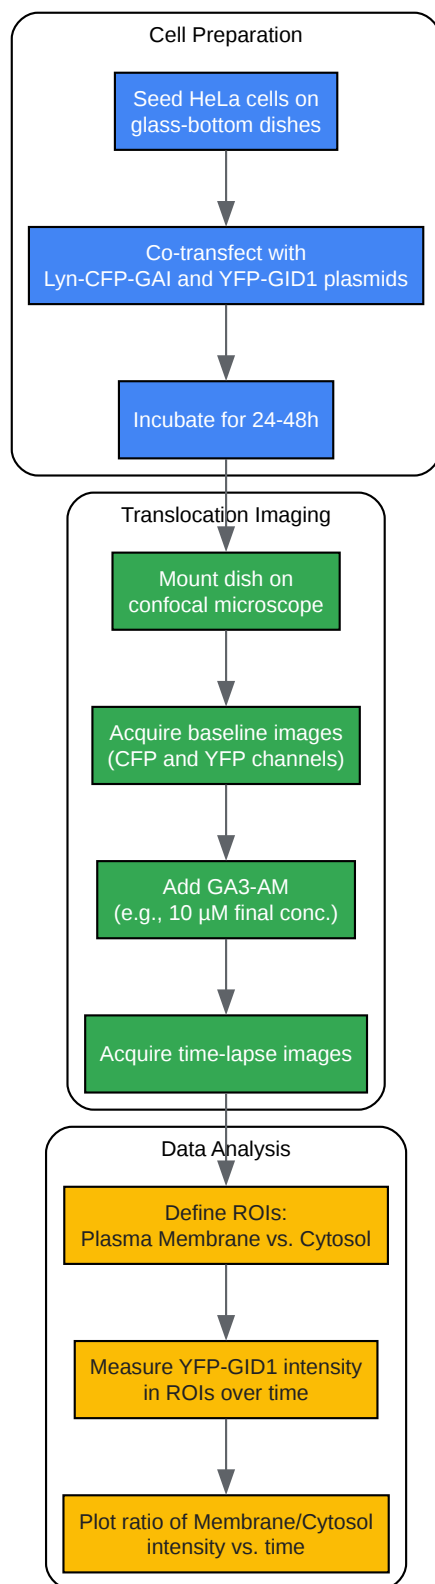 Cell Preparation
Seed HeLa cells on
glass-bottom dishes
Co-transfect with
Lyn-CFP-GAI and YFP-GID1 plasmids
Incubate for 24-48h
Translocation Imaging
Mount dish on
confocal microscope
Acquire baseline images
(CFP and YFP channels)
Add GA3-AM
(e.g., 10 µM final conc.)
Acquire time-lapse images
Data Analysis
Define ROIs:
Plasma Membrane vs. Cytosol
Measure YFP-GID1 intensity
in ROIs over time
Plot ratio of Membrane/Cytosol
intensity vs. time